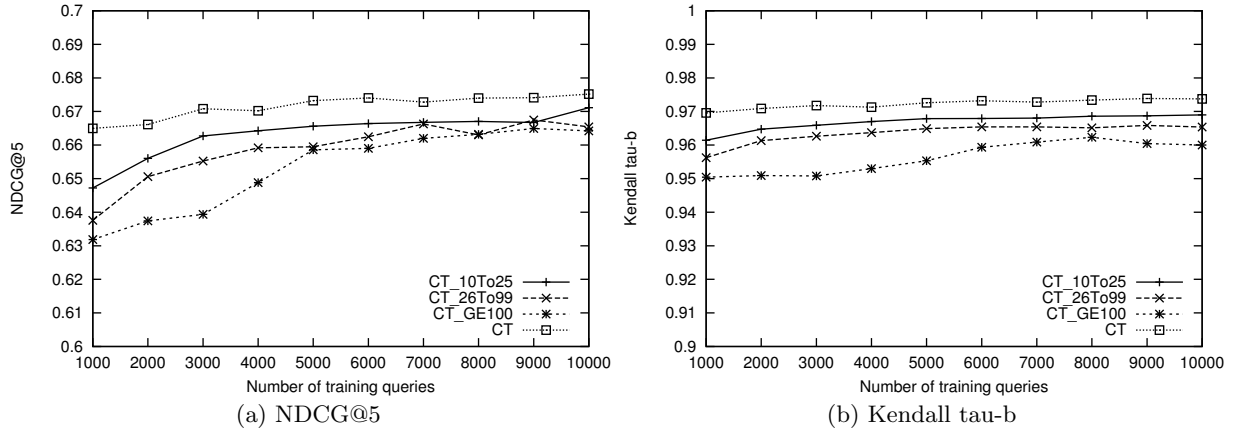 0.7
0.69
0.68
0.67
0.66
0.65
0.64
0.63
0.62
0.61
0.6
NDCG@5
CT_10To25
CT_26To99
CT_GE100
CT
1000 2000 3000 4000 5000 6000 7000 8000 9000 10000
Number of training queries
(a) NDCG@5
1
0.99
0.98
0.97
0.96
0.95
0.94
0.93
0.92
0.91
0.9
Kendall tau-b
CT_10To25
CT_26To99
CT_GE100
CT
1000 2000 3000 4000 5000 6000 7000 8000 9000 10000
Number of training queries
(b) Kendall tau-b